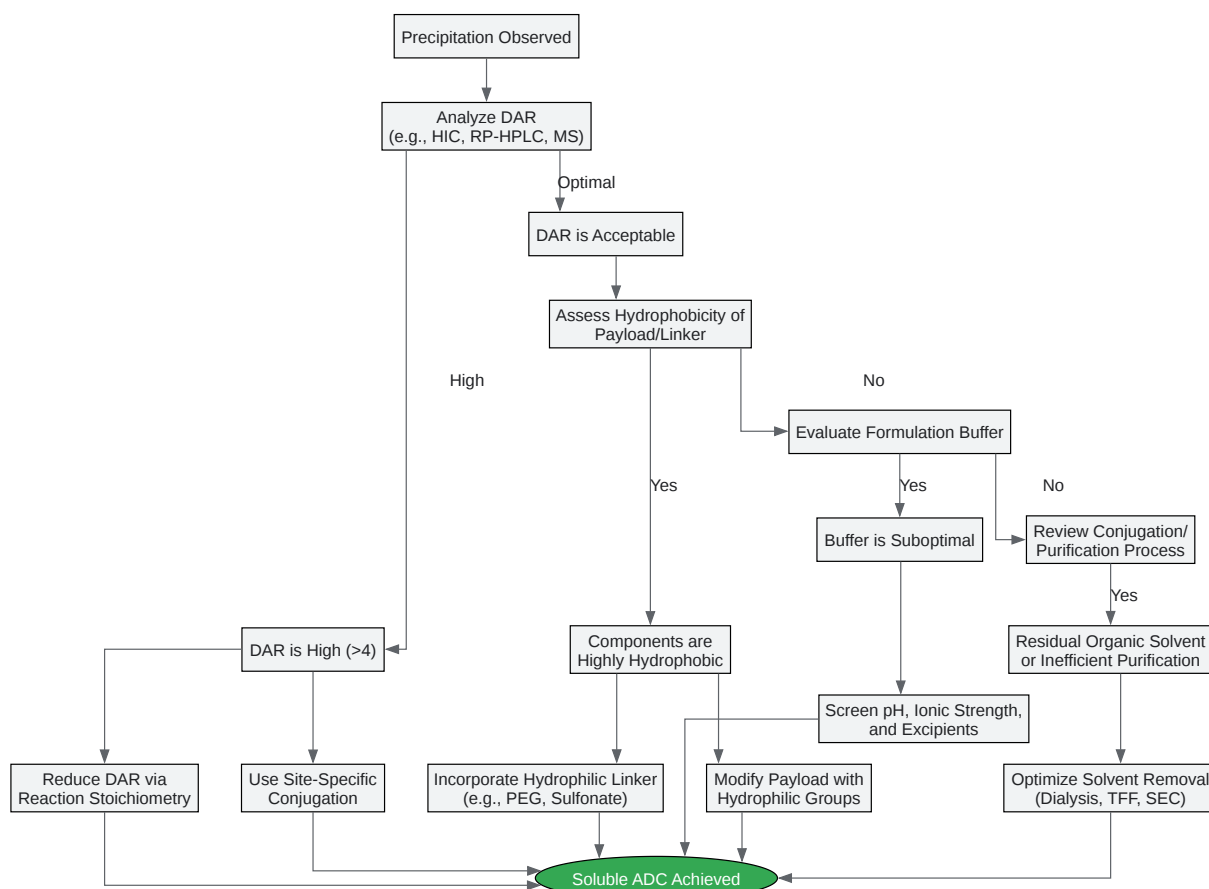 Precipitation Observed
Analyze DAR
(e.g., HIC, RP-HPLC, MS)
Optimal
DAR is Acceptable
Assess Hydrophobicity of
Payload/Linker
High
No
Evaluate Formulation Buffer
Yes
Yes
No
Buffer is Suboptimal
Review Conjugation/
Purification Process
Yes
DAR is High (>4)
Components are
Highly Hydrophobic
Residual Organic Solvent
or Inefficient Purification
Screen pH, Ionic Strength,
and Excipients
Reduce DAR via
Reaction Stoichiometry
Use Site-Specific
Conjugation
Incorporate Hydrophilic Linker
(e.g., PEG, Sulfonate)
Modify Payload with
Hydrophilic Groups
Optimize Solvent Removal
(Dialysis, TFF, SEC)
Soluble ADC Achieved